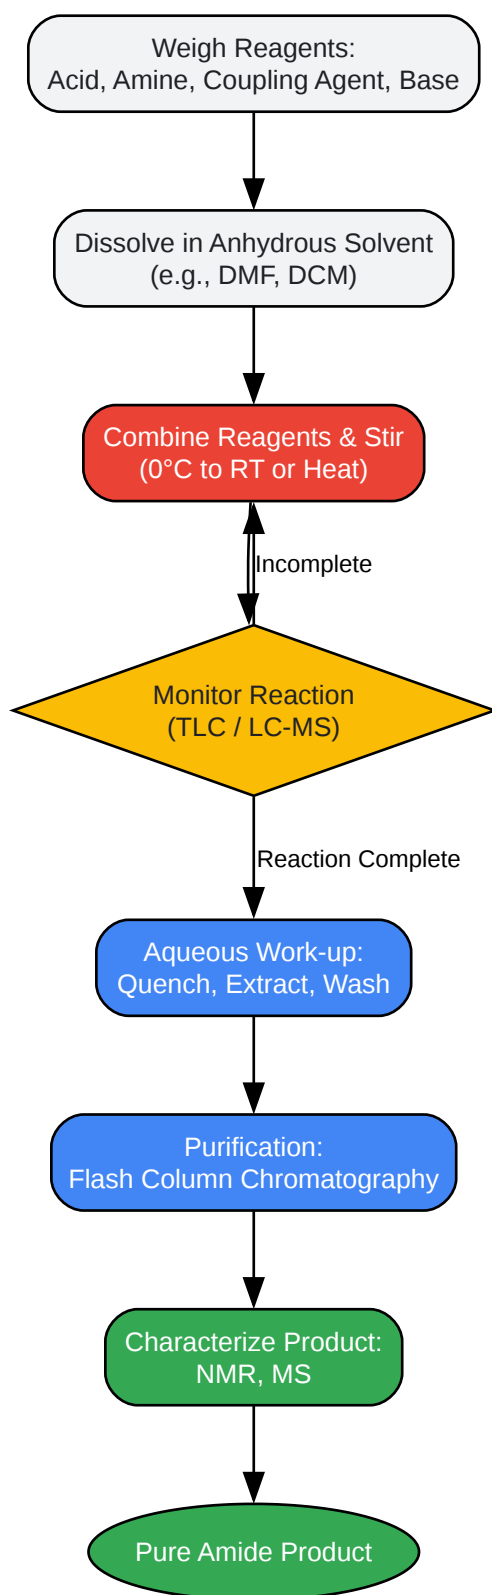 Weigh Reagents:
Acid, Amine, Coupling Agent, Base
Dissolve in Anhydrous Solvent
(e.g., DMF, DCM)
Combine Reagents & Stir
(0°C to RT or Heat)
Incomplete
Monitor Reaction
(TLC / LC-MS)
Reaction Complete
Aqueous Work-up:
Quench, Extract, Wash
Purification:
Flash Column Chromatography
Characterize Product:
NMR, MS
Pure Amide Product